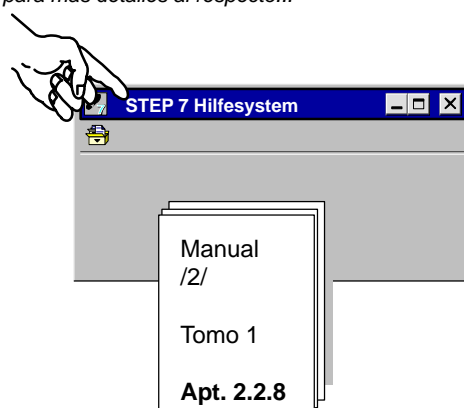 para más detalles al respecto...
STEP 7 Hilfesystem
Manual
/2/
Tomo 1
Apt. 2.2.8